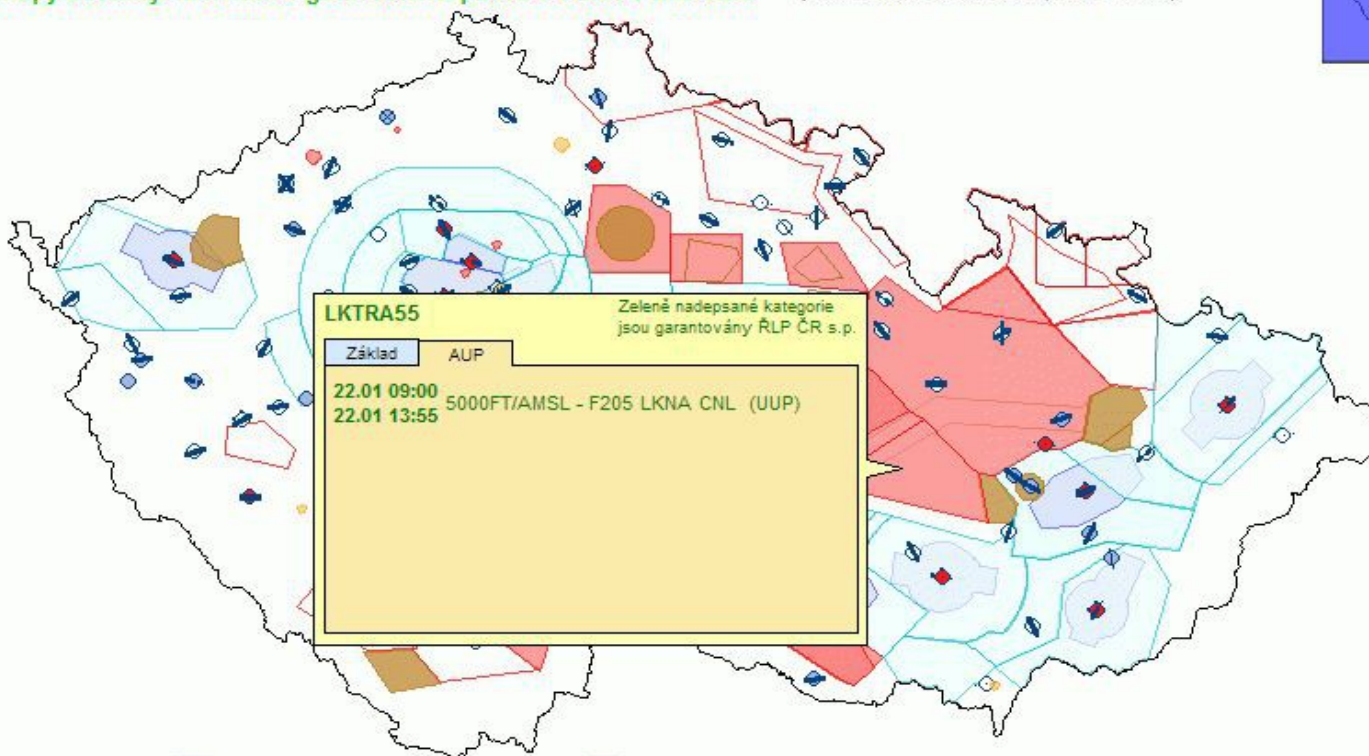 LKTRA55
Zeleně nadepsané kategorie
jsou garantovány ŘLP ČR s.p.
Základ
AUP
22.01 09:00
22.01 13:55
5000FT/AMSL - F205 LKNA CNL (UUP)